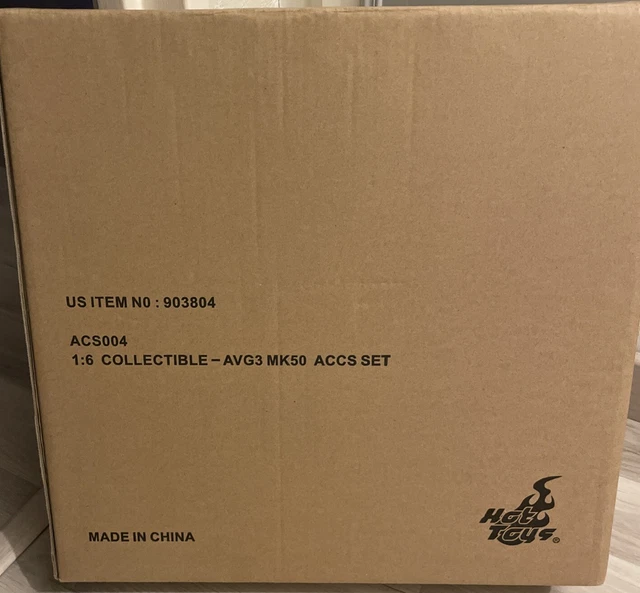 US ITEM N0 : 903804
ACS004
1:6 COLLECTIBLE – AVG3 MK50 ACCS SET
Hot
Toys®
MADE IN CHINA